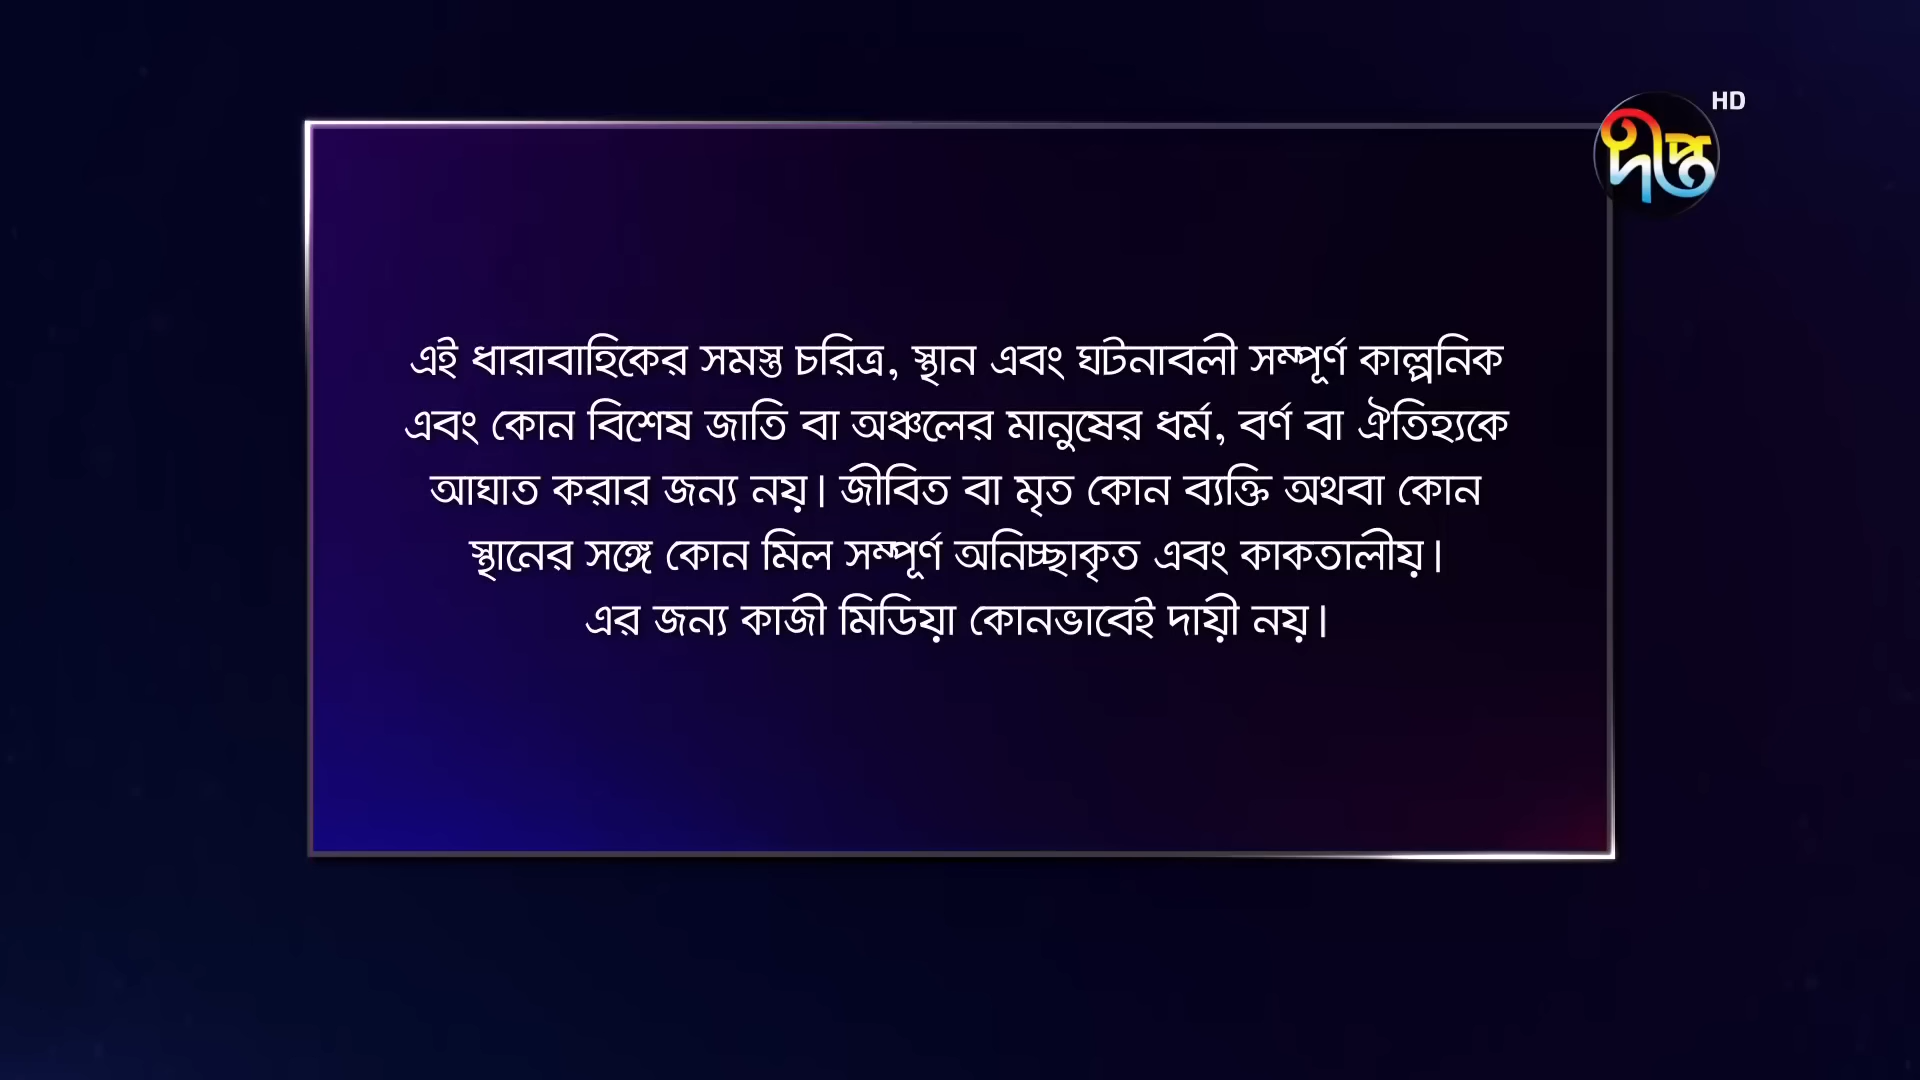 HD
দীপ্ত
এই ধারাবাহিকের সমস্ত চরিত্র, স্থান এবং ঘটনাবলী সম্পূর্ণ কাল্পনিক
এবং কোন বিশেষ জাতি বা অঞ্চলের মানুষের ধর্ম, বর্ণ বা ঐতিহ্যকে
আঘাত করার জন্য নয়। জীবিত বা মৃত কোন ব্যক্তি অথবা কোন
স্থানের সঙ্গে কোন মিল সম্পূর্ণ অনিচ্ছাকৃত এবং কাকতালীয়।
এর জন্য কাজী মিডিয়া কোনভাবেই দায়ী নয়।